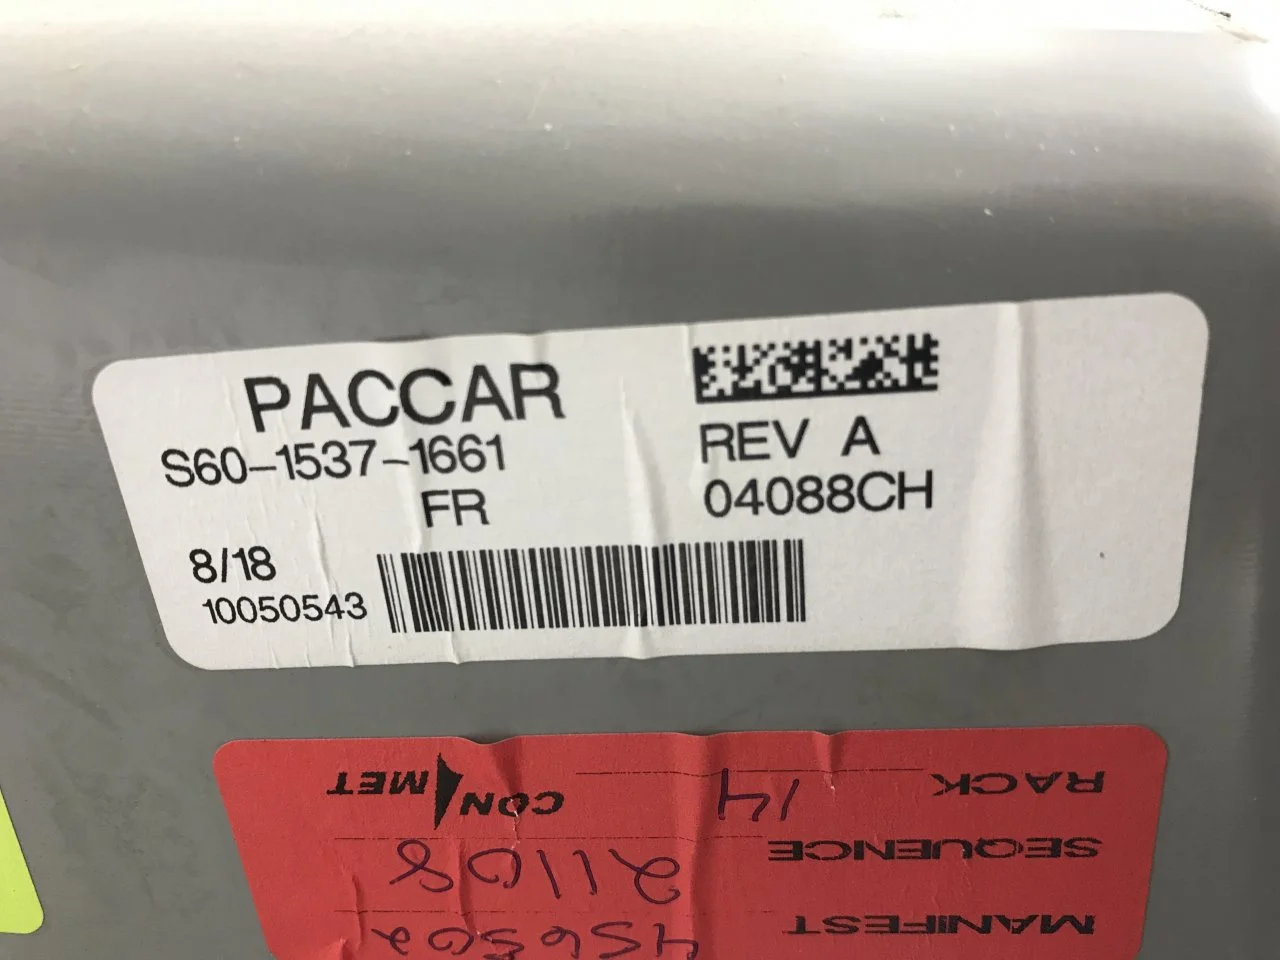 PACCAR
S60-1537-1661
FR
REV A
04088CH
8/18
10050543
RACK 14
CON MET
SEQUENCE 21108
MANIFEST